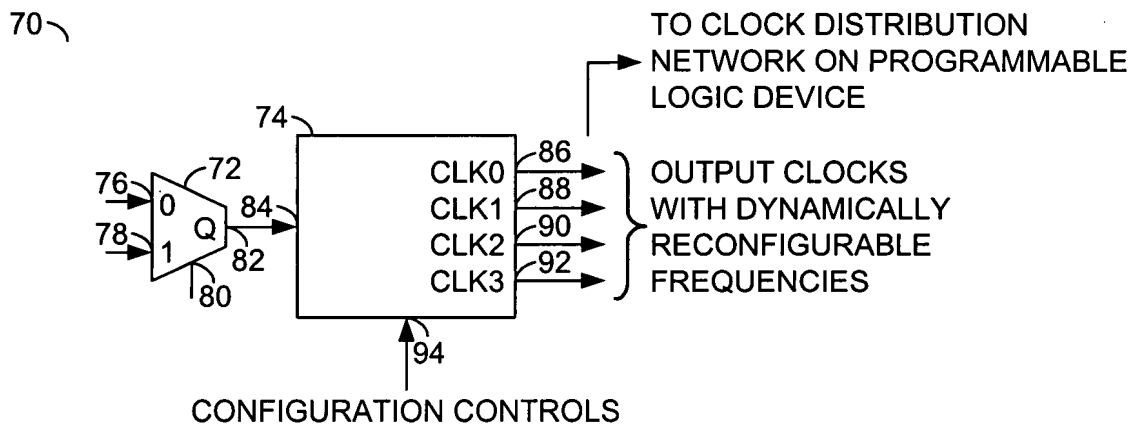 70
TO CLOCK DISTRIBUTION
NETWORK ON PROGRAMMABLE
LOGIC DEVICE
74
72
76
0
78
1
Q
80
82
84
CLK0
86
CLK1
88
CLK2
90
CLK3
92
OUTPUT CLOCKS
WITH DYNAMICALLY
RECONFIGURABLE
FREQUENCIES
94
CONFIGURATION CONTROLS